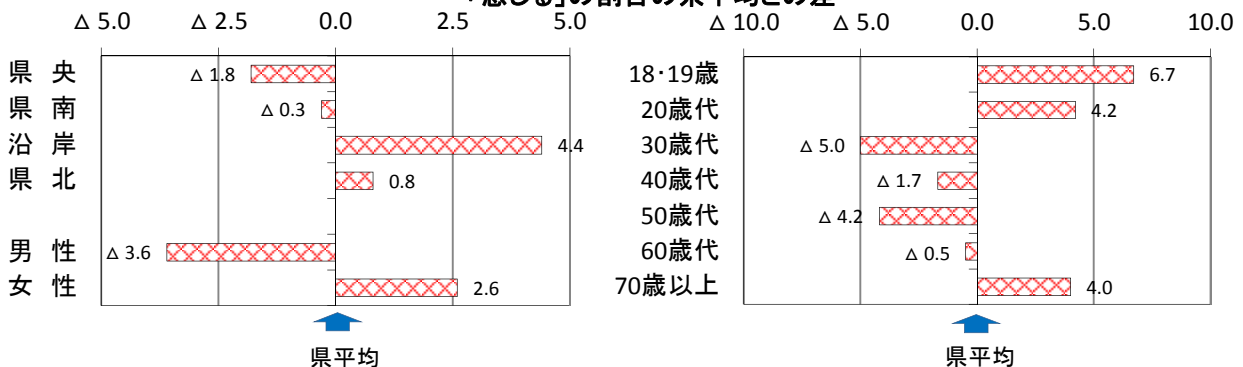 「感じる」の割合の県平均との差
△ 5.0 △ 2.5 0.0 2.5 5.0
県 央 △ 1.8
県 南 △ 0.3
沿 岸 4.4
県 北 0.8
男 性 △ 3.6
女 性 2.6
県平均
△ 10.0 △ 5.0 0.0 5.0 10.0
18・19歳 6.7
20歳代 4.2
30歳代 △ 5.0
40歳代 △ 1.7
50歳代 △ 4.2
60歳代 △ 0.5
70歳以上 4.0
県平均